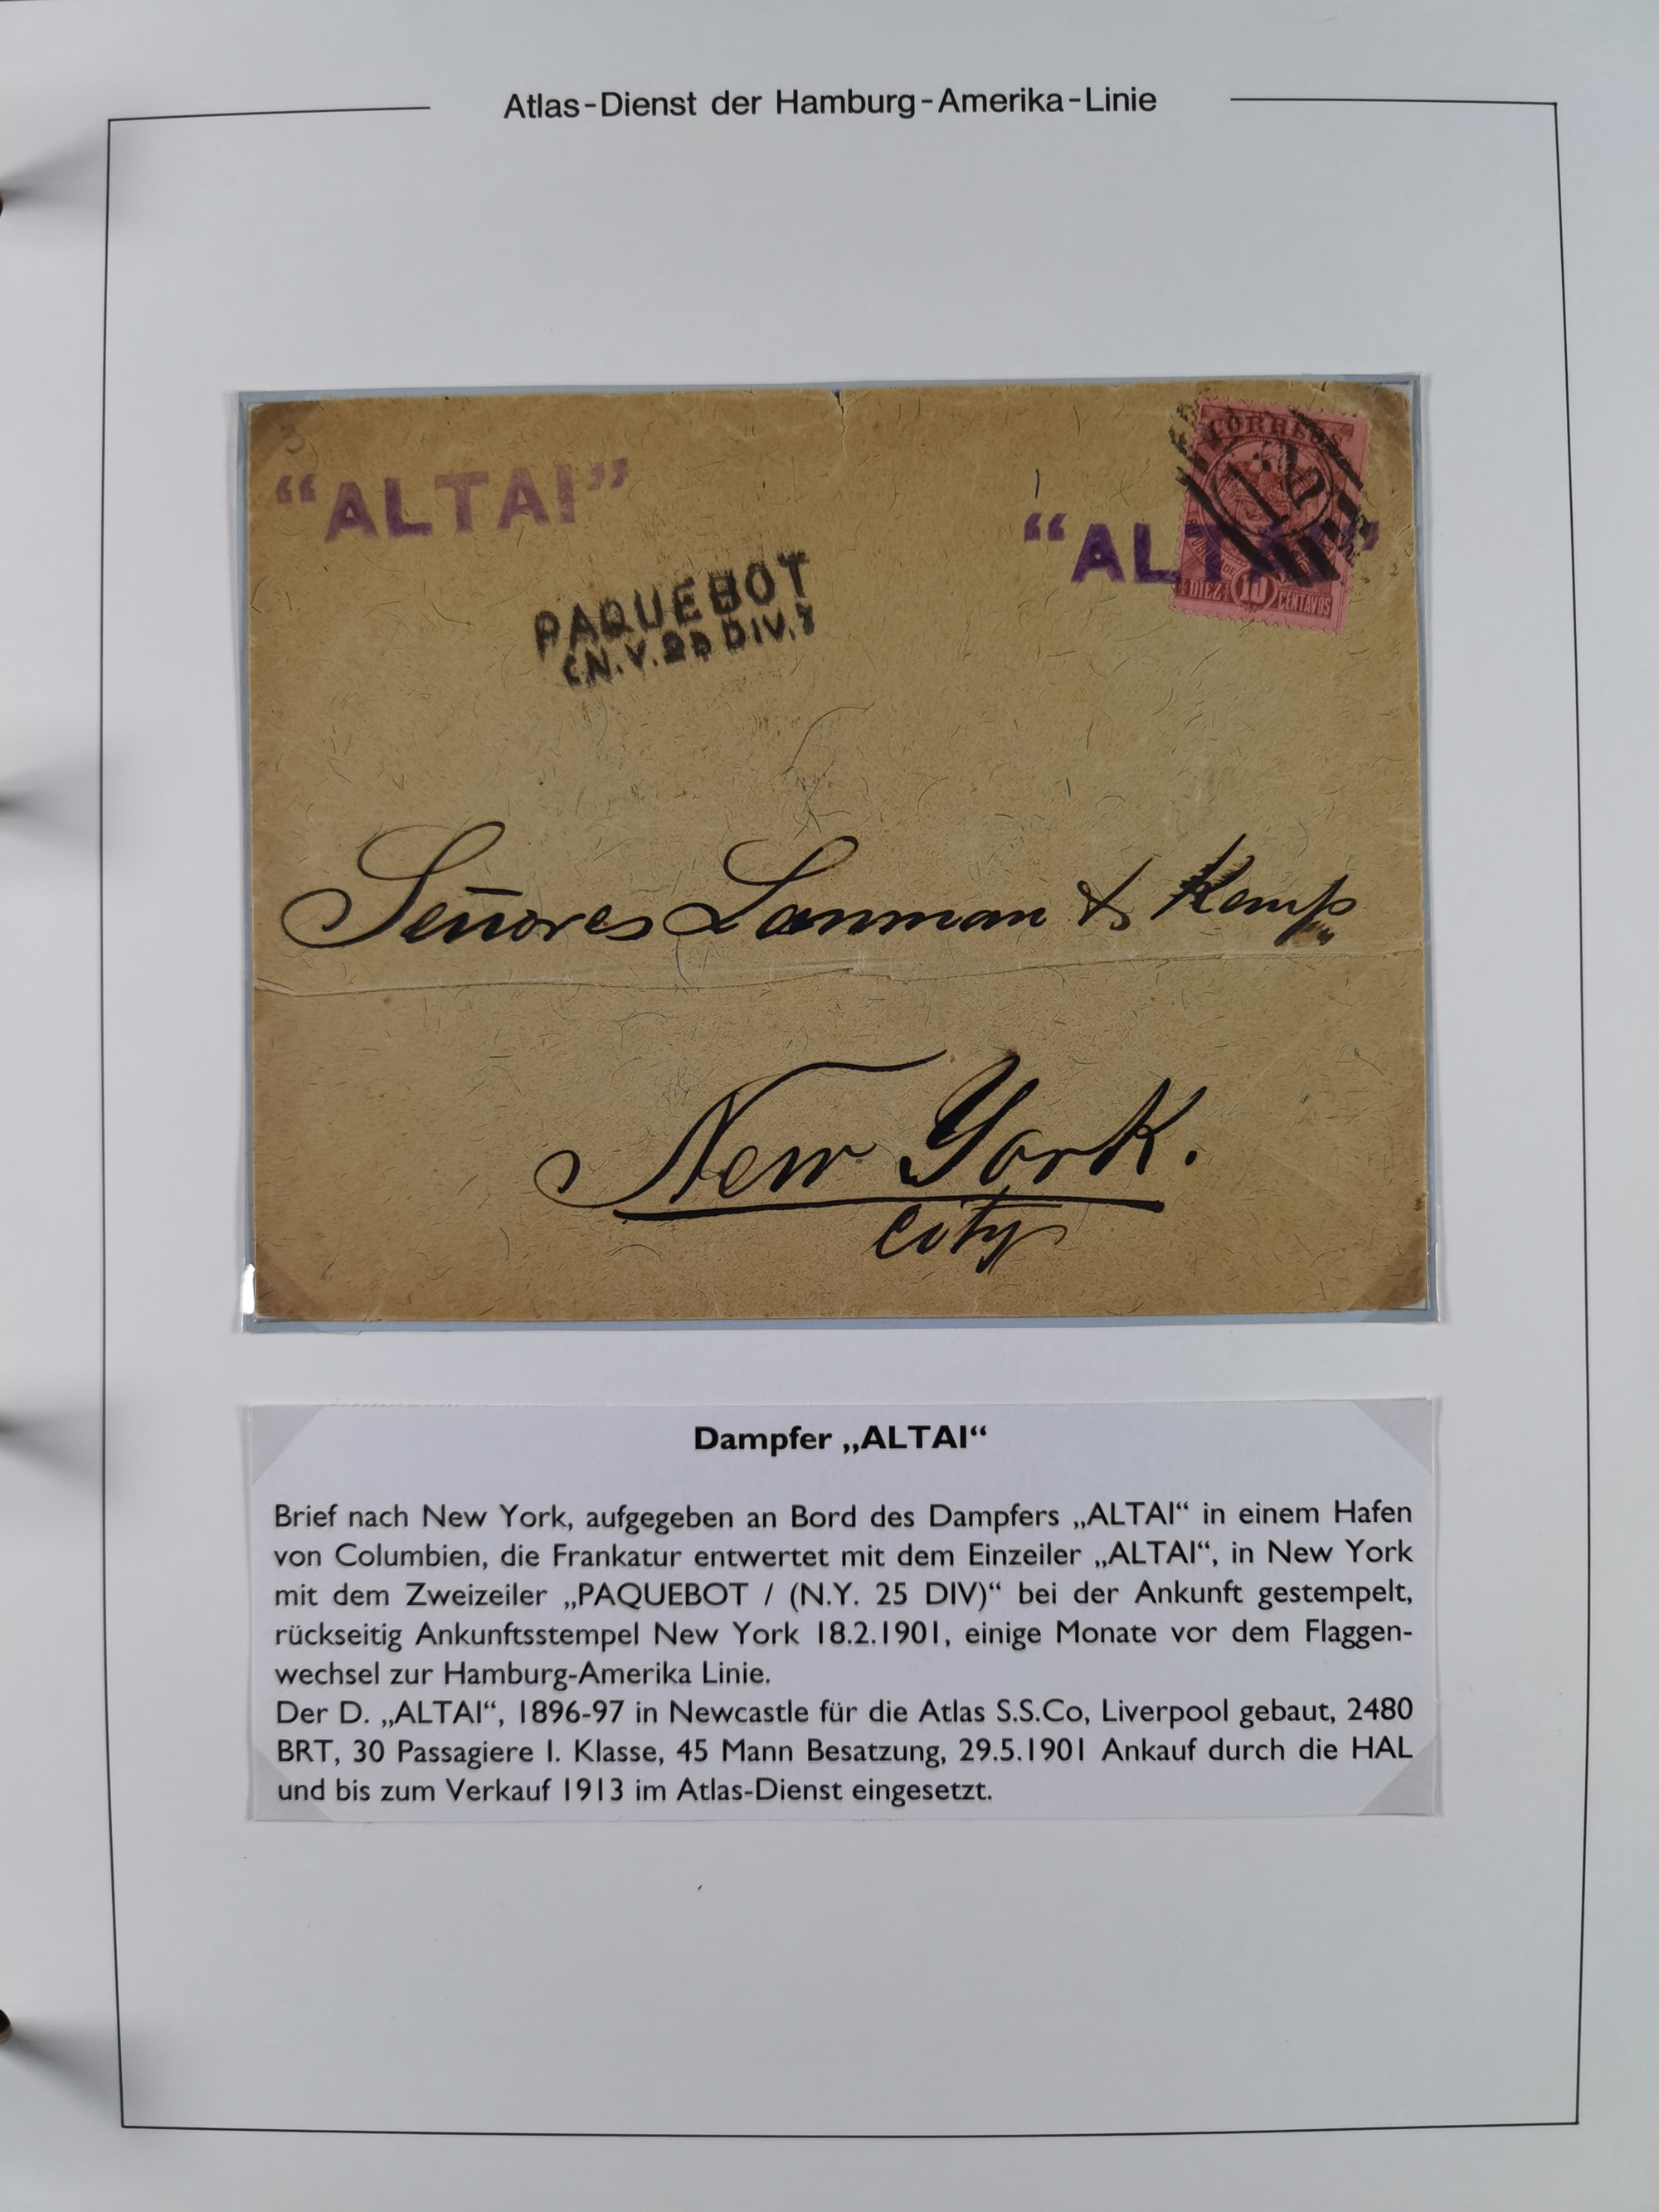 Atlas-Dienst der Hamburg-Amerika-Linie
CORREOS
“ALTAI”
“ALTAI”
DIEZ 10 CENTAVOS
PAQUEBOT
(N.Y. 2D DIV.)
Señores Lanman & Kemp
New York.
City
Dampfer „ALTAI“
Brief nach New York, aufgegeben an Bord des Dampfers „ALTAI“ in einem Hafen
von Columbien, die Frankatur entwertet mit dem Einzeiler „ALTAI“, in New York
mit dem Zweizeiler „PAQUEBOT / (N.Y. 25 DIV)“ bei der Ankunft gestempelt,
rückseitig Ankunftsstempel New York 18.2.1901, einige Monate vor dem Flaggen-
wechsel zur Hamburg-Amerika Linie.
Der D. „ALTAI“, 1896-97 in Newcastle für die Atlas S.S.Co, Liverpool gebaut, 2480
BRT, 30 Passagiere I. Klasse, 45 Mann Besatzung, 29.5.1901 Ankauf durch die HAL
und bis zum Verkauf 1913 im Atlas-Dienst eingesetzt.